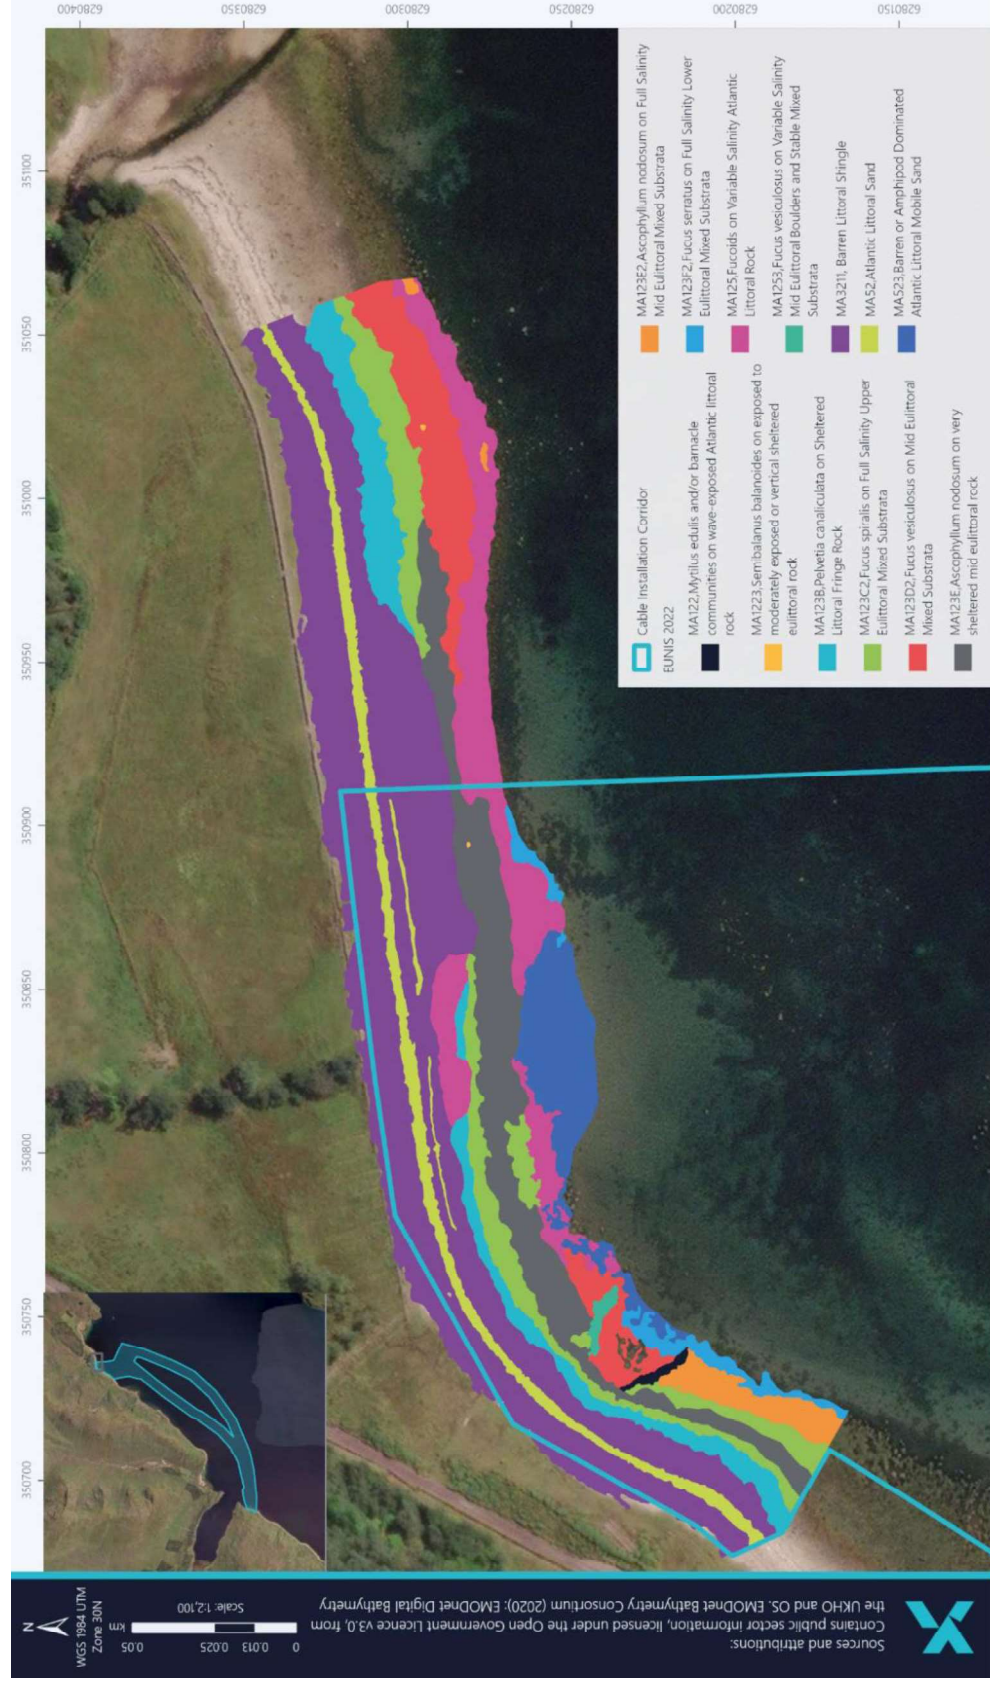 6280400
6280350
6280300
6280250
6280200
6280150
351100
351050
351000
350950
350900
350850
350800
350750
350700
Cable Installation Corridor
EUNIS 2022
MA122,Mytilus edulis and/or barnacle
communities on wave-exposed Atlantic littoral
rock
MA1223,Semibalanus balanoides on exposed to
moderately exposed or vertical sheltered
eulittoral rock
MA123B,Pelvetia canaliculata on Sheltered
Littoral Fringe Rock
MA123C2,Fucus spiralis on Full Salinity Upper
Eulittoral Mixed Substrata
MA123D2,Fucus vesiculosus on Mid Eulittoral
Mixed Substrata
MA123E,Ascophyllum nodosum on very
sheltered mid eulittoral rock
MA123E2,Ascophyllum nodosum on Full Salinity
Mid Eulittoral Mixed Substrata
MA123F2,Fucus serratus on Full Salinity Lower
Eulittoral Mixed Substrata
MA125,Fucoids on Variable Salinity Atlantic
Littoral Rock
MA1253,Fucus vesiculosus on Variable Salinity
Mid Eulittoral Boulders and Stable Mixed
Substrata
MA3211, Barren Littoral Shingle
MA52,Atlantic Littoral Sand
MA523,Barren or Amphipod Dominated
Atlantic Littoral Mobile Sand
N
WGS 1984 UTM
Zone 30N
km
0 0.013 0.025 0.05
Scale: 1:2,100
Sources and attributions:
Contains public sector information, licensed under the Open Government Licence v3.0, from
the UKHO and OS. EMODnet Bathymetry Consortium (2020): EMODnet Digital Bathymetry